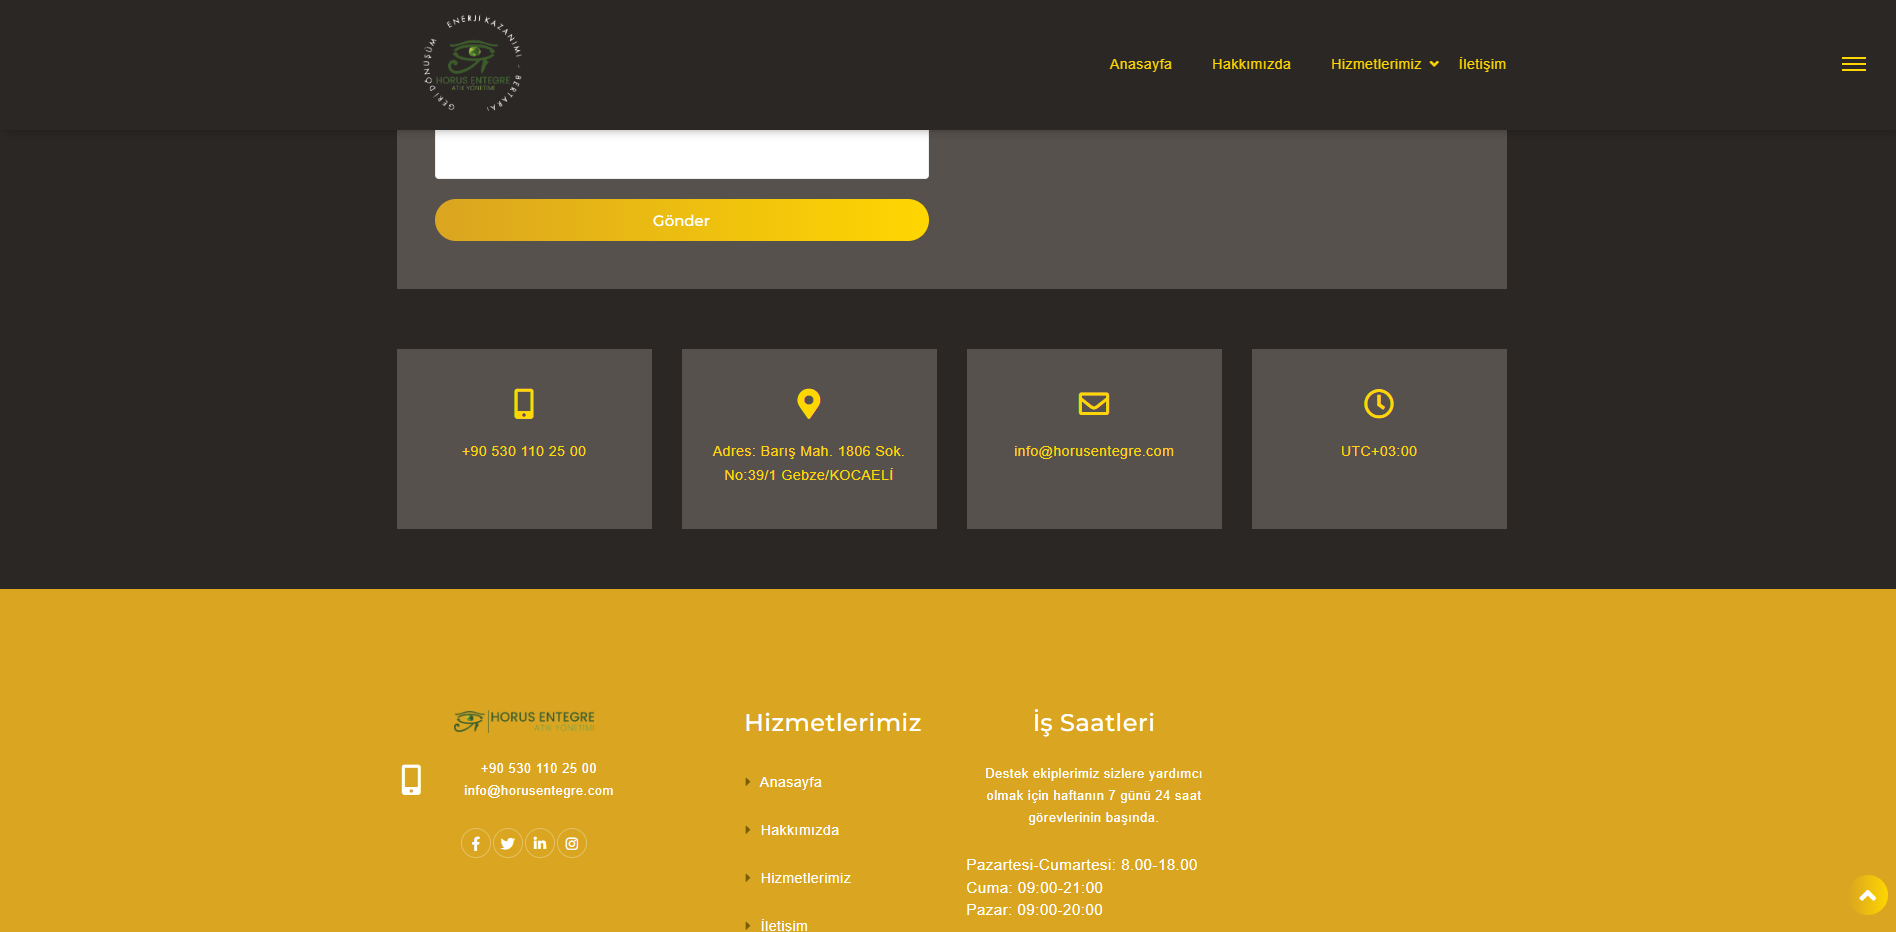 GERİ DÖNÜŞÜM - ENERJİ KAZANIMI - BERTARAF
HORUS ENTEGRE
ATIK YÖNETİMİ
Anasayfa
Hakkımızda
Hizmetlerimiz
İletişim
Gönder
+90 530 110 25 00
Adres: Barış Mah. 1806 Sok.
No:39/1 Gebze/KOCAELİ
info@horusentegre.com
UTC+03:00
HORUS ENTEGRE
ATIK YÖNETİMİ
+90 530 110 25 00
info@horusentegre.com
Hizmetlerimiz
Anasayfa
Hakkımızda
Hizmetlerimiz
İletişim
İş Saatleri
Destek ekiplerimiz sizlere yardımcı
olmak için haftanın 7 günü 24 saat
görevlerinin başında.
Pazartesi-Cumartesi: 8.00-18.00
Cuma: 09:00-21:00
Pazar: 09:00-20:00